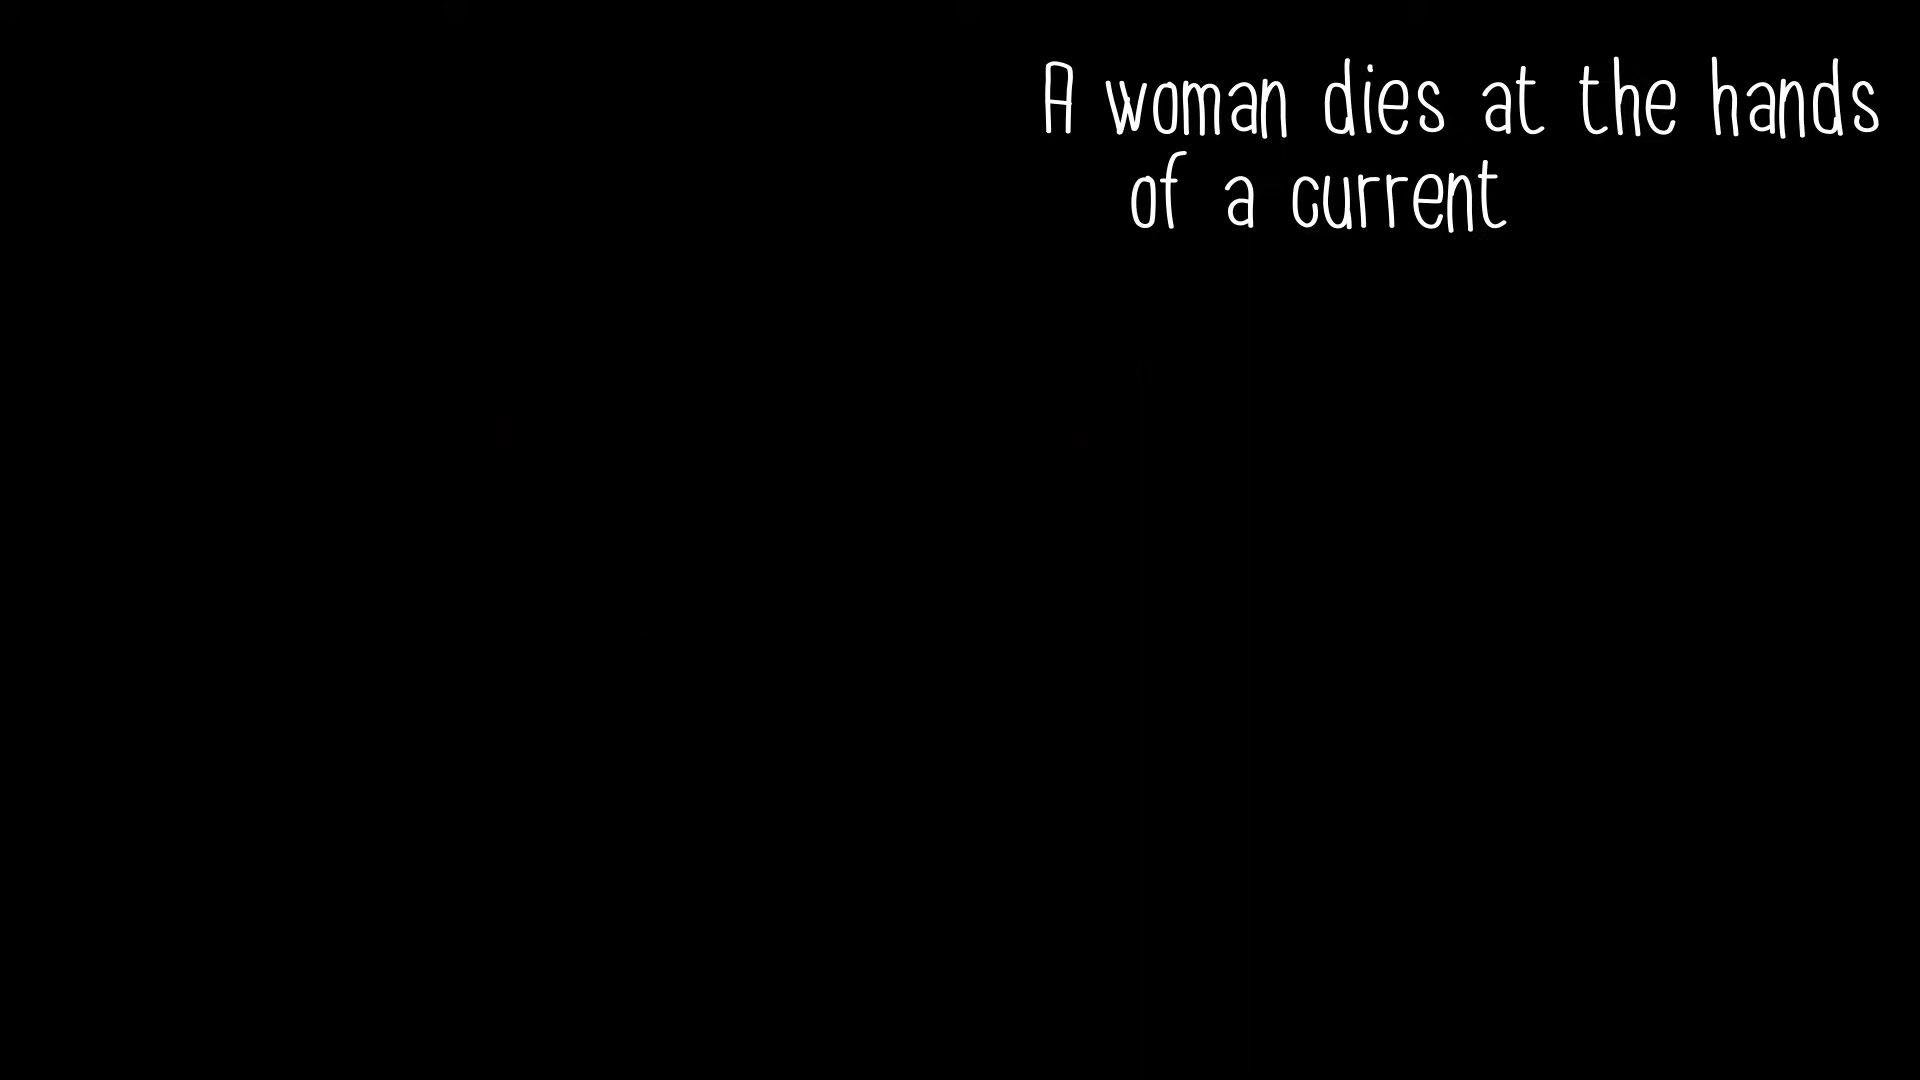 A woman dies at the hands
of a current